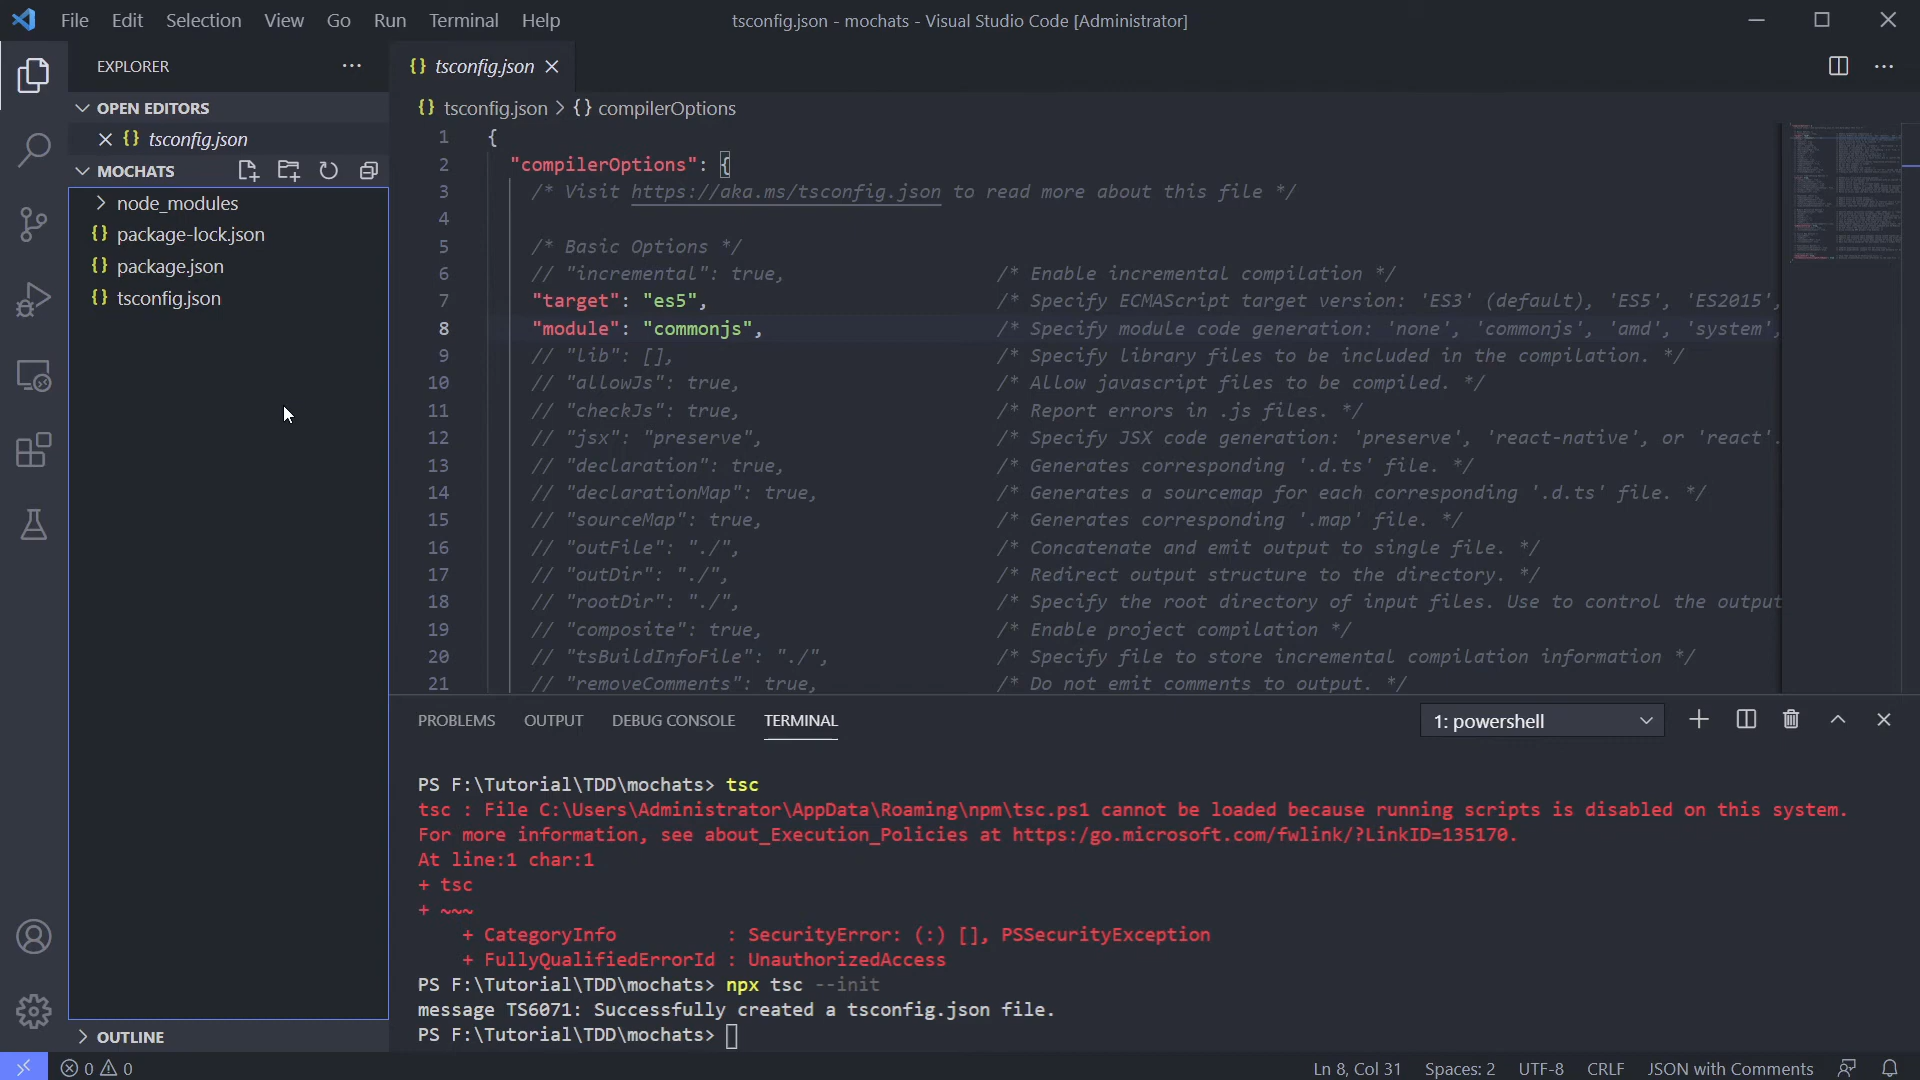 File Edit Selection View Go Run Terminal Help
tsconfig.json - mochats - Visual Studio Code [Administrator]
EXPLORER
OPEN EDITORS
{} tsconfig.json
MOCHATS
node_modules
{} package-lock.json
{} package.json
{} tsconfig.json
OUTLINE
{} tsconfig.json
{} tsconfig.json > {} compilerOptions
1 {
2 "compilerOptions": {
3 /* Visit https://aka.ms/tsconfig.json to read more about this file */
4
5 /* Basic Options */
6 // "incremental": true, /* Enable incremental compilation */
7 "target": "es5", /* Specify ECMAScript target version: 'ES3' (default), 'ES5', 'ES2015',
8 "module": "commonjs", /* Specify module code generation: 'none', 'commonjs', 'amd', 'system',
9 // "lib": [], /* Specify library files to be included in the compilation. */
10 // "allowJs": true, /* Allow javascript files to be compiled. */
11 // "checkJs": true, /* Report errors in .js files. */
12 // "jsx": "preserve", /* Specify JSX code generation: 'preserve', 'react-native', or 'react'.
13 // "declaration": true, /* Generates corresponding '.d.ts' file. */
14 // "declarationMap": true, /* Generates a sourcemap for each corresponding '.d.ts' file. */
15 // "sourceMap": true, /* Generates corresponding '.map' file. */
16 // "outFile": "./", /* Concatenate and emit output to single file. */
17 // "outDir": "./", /* Redirect output structure to the directory. */
18 // "rootDir": "./", /* Specify the root directory of input files. Use to control the output
19 // "composite": true, /* Enable project compilation */
20 // "tsBuildInfoFile": "./", /* Specify file to store incremental compilation information */
21 // "removeComments": true, /* Do not emit comments to output. */
PROBLEMS OUTPUT DEBUG CONSOLE TERMINAL
1: powershell
PS F:\Tutorial\TDD\mochats> tsc
tsc : File C:\Users\Administrator\AppData\Roaming\npm\tsc.ps1 cannot be loaded because running scripts is disabled on this system.
For more information, see about_Execution_Policies at https:/go.microsoft.com/fwlink/?LinkID=135170.
At line:1 char:1
+ tsc
+ ~~~
+ CategoryInfo : SecurityError: (:) [], PSSecurityException
+ FullyQualifiedErrorId : UnauthorizedAccess
PS F:\Tutorial\TDD\mochats> npx tsc --init
message TS6071: Successfully created a tsconfig.json file.
PS F:\Tutorial\TDD\mochats>
0 0
Ln 8, Col 31 Spaces: 2 UTF-8 CRLF JSON with Comments